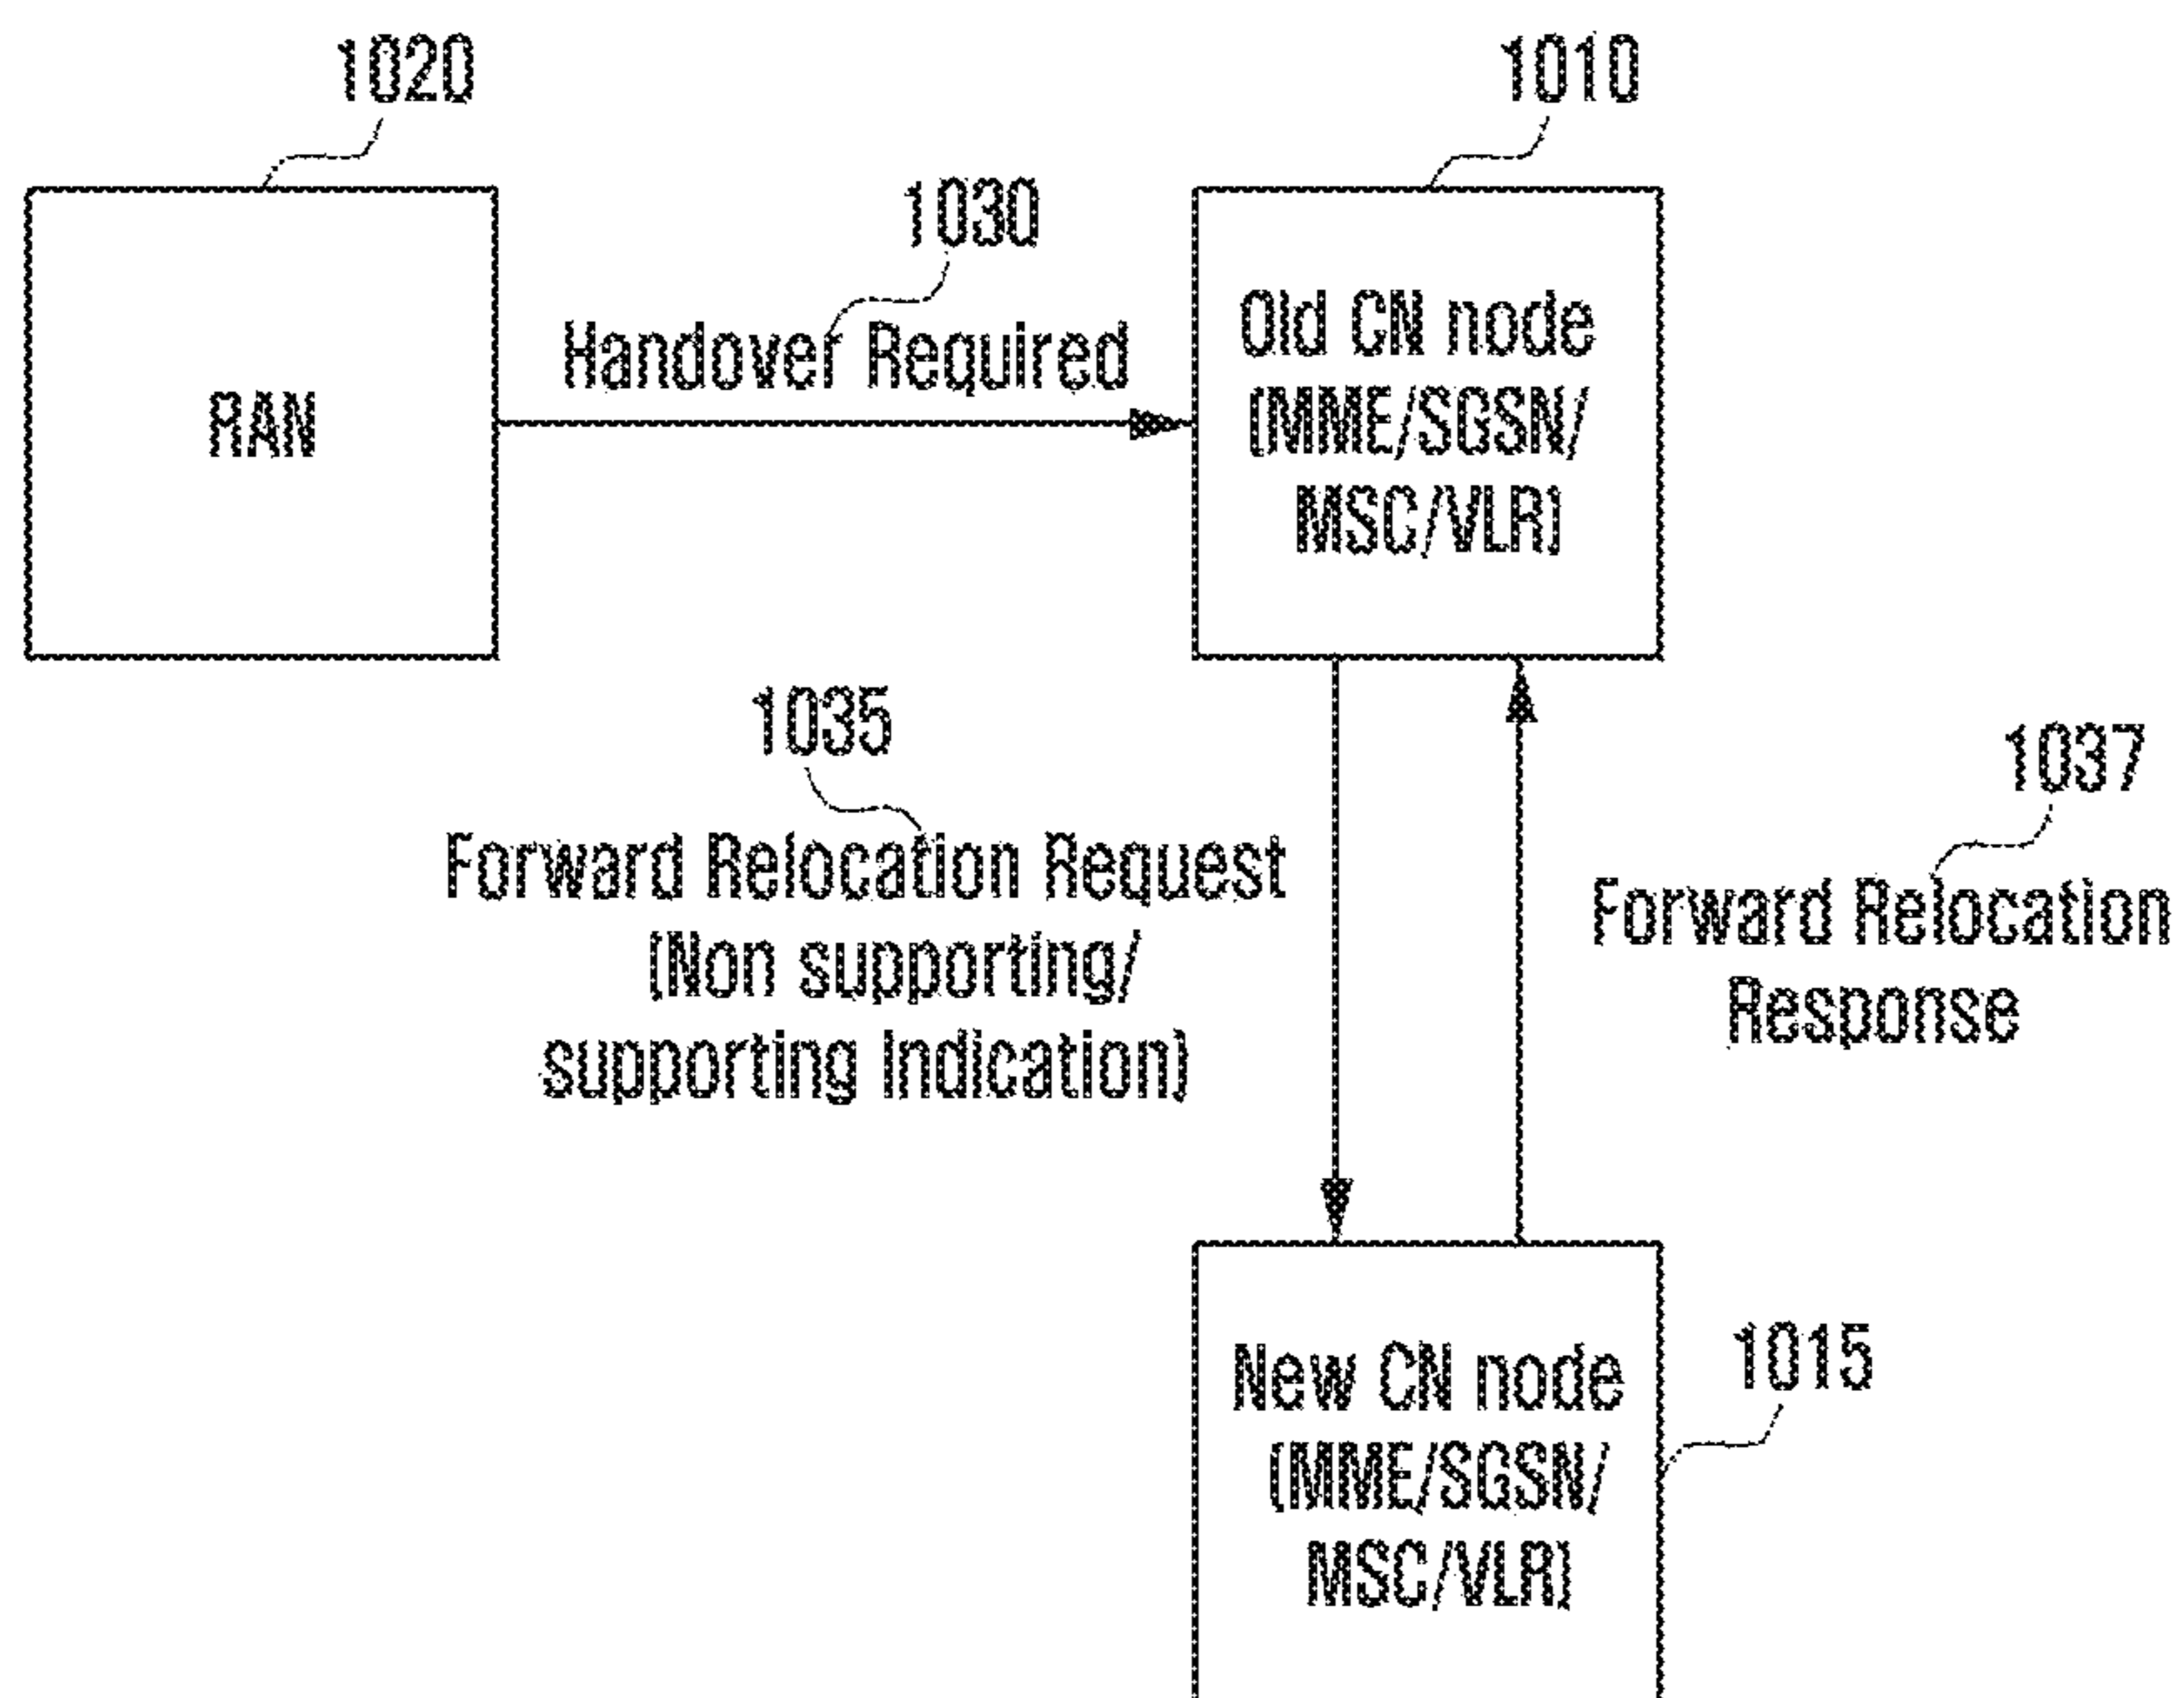 1020
1010
1030
RAN
Handover Required
Old CN node
(MME/SGSN/
MSC/VLR)
1035
Forward Relocation Request
(Non supporting/
supporting Indication)
1037
Forward Relocation
Response
New CN node
(MME/SGSN/
MSC/VLR)
1015